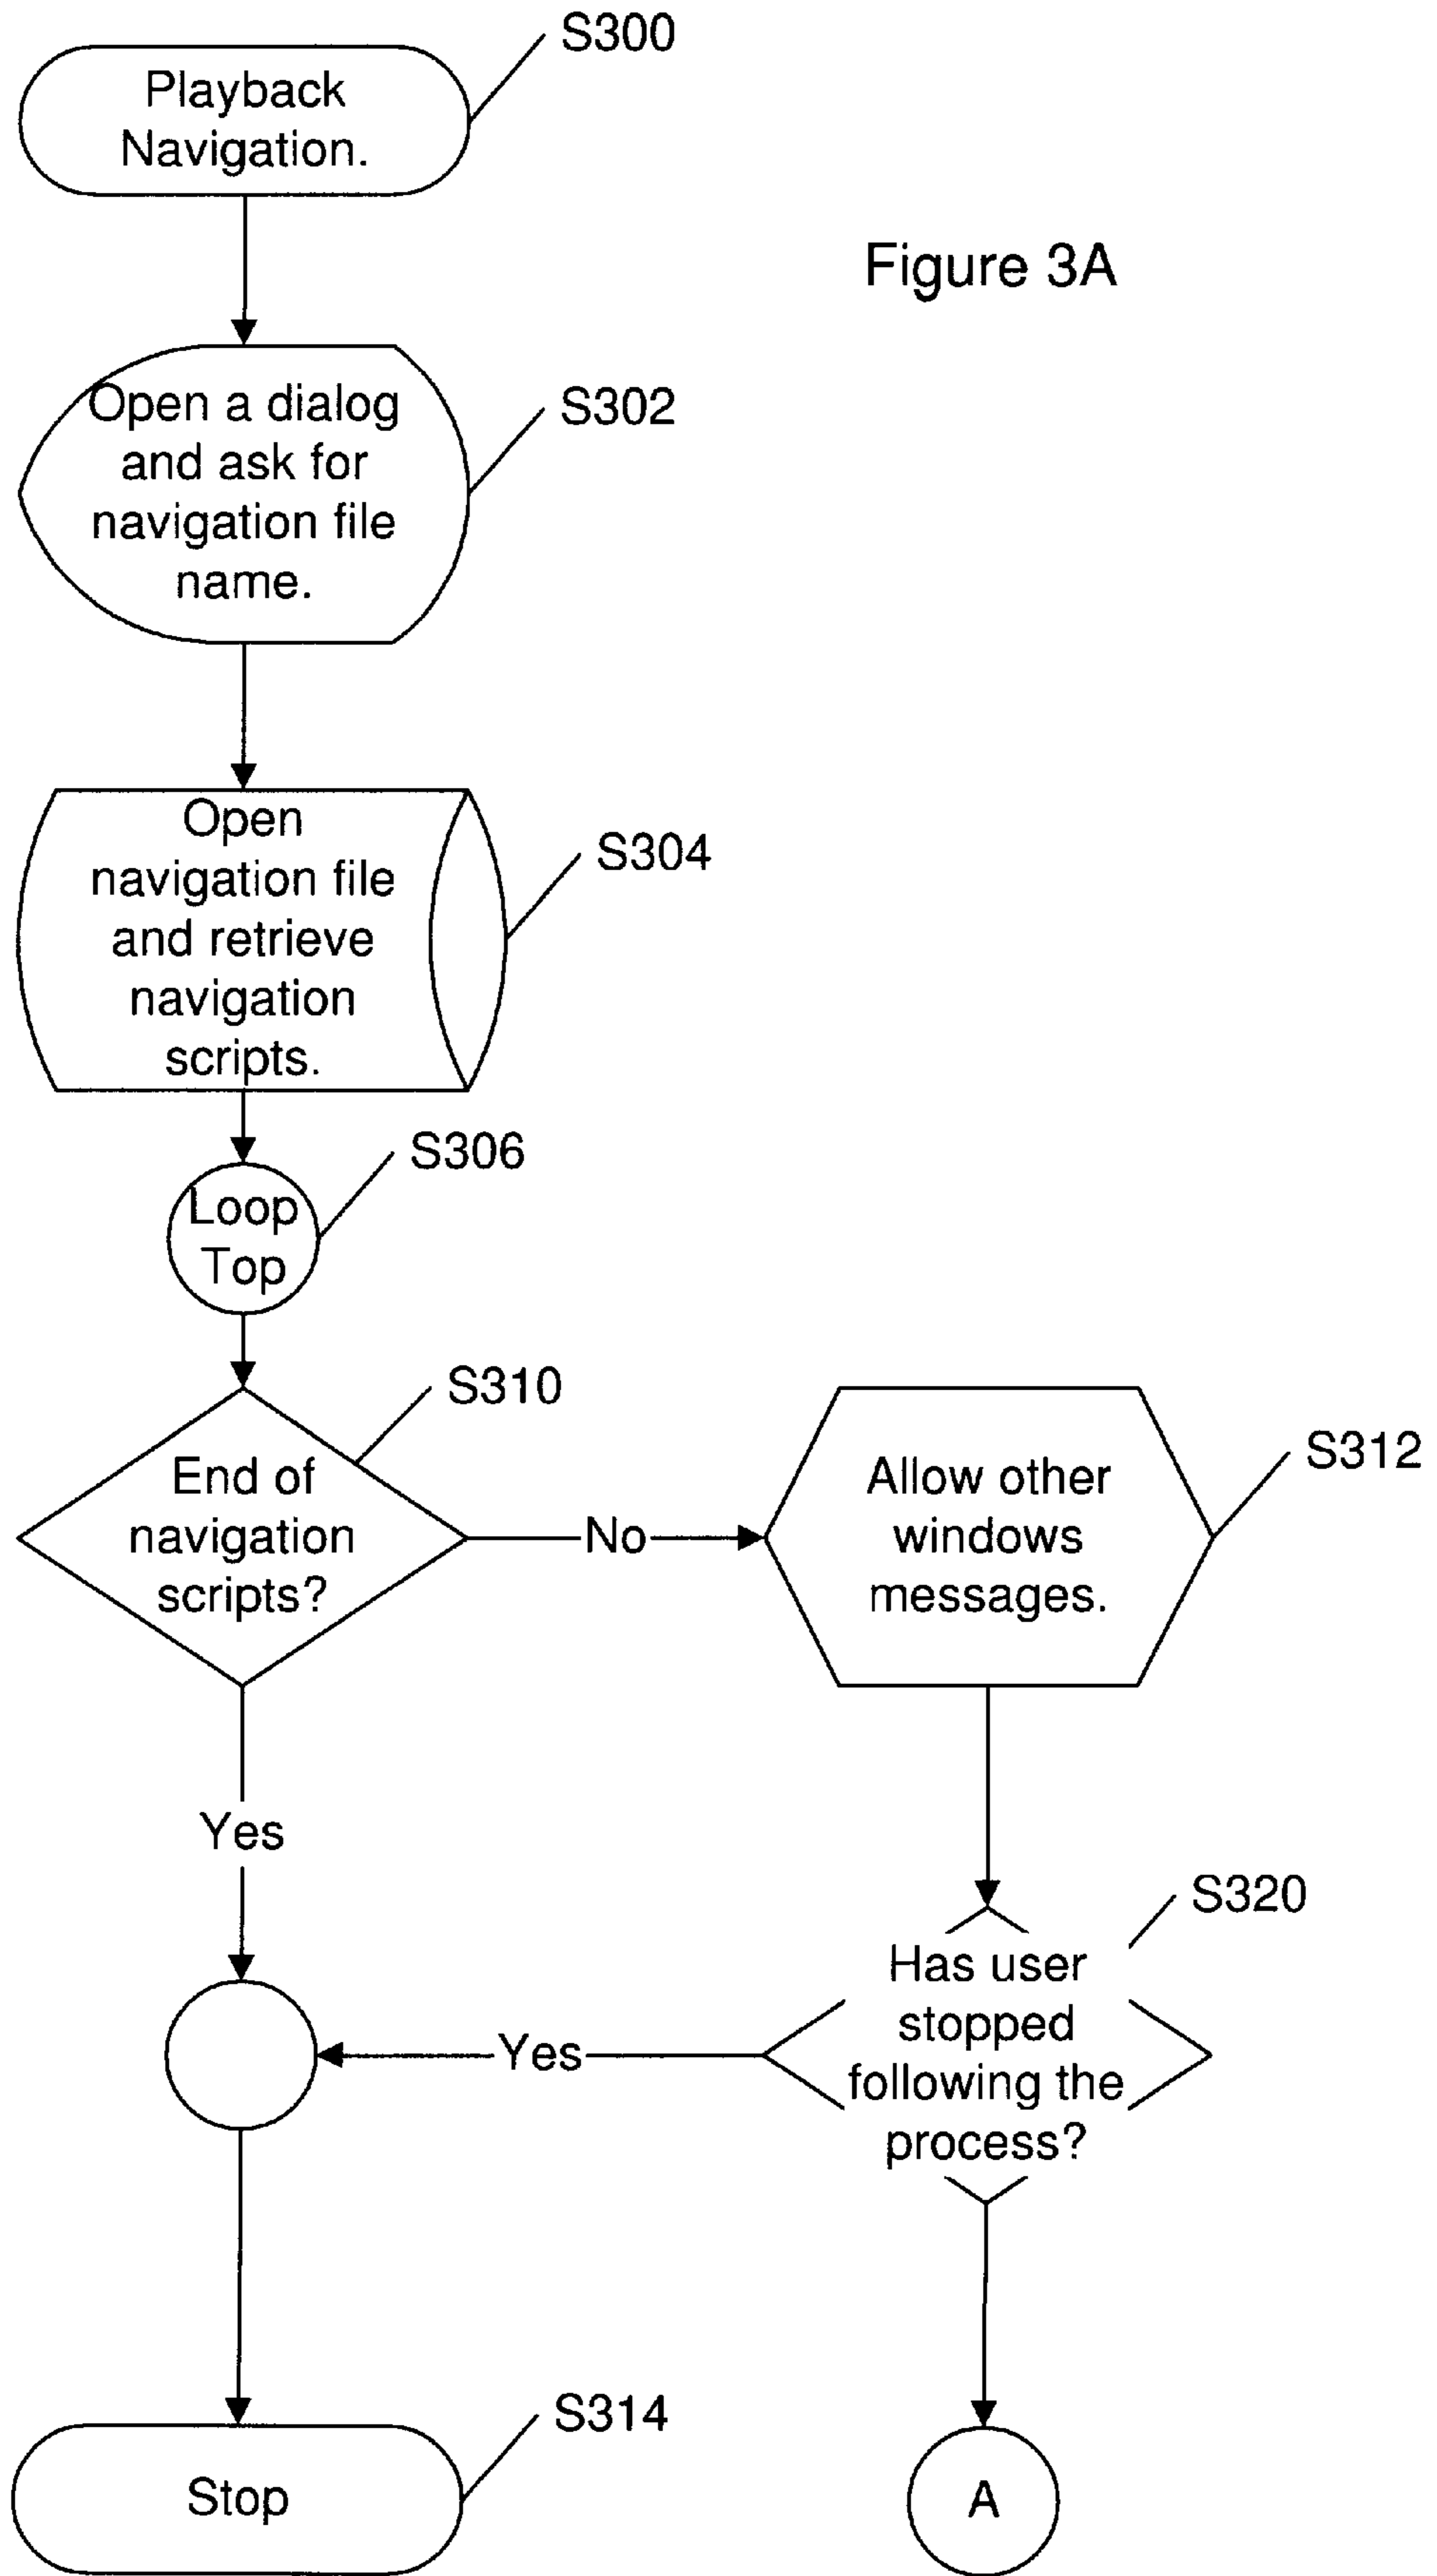 S300
Playback
Navigation.
Figure 3A
Open a dialog
and ask for
navigation file
name.
S302
Open
navigation file
and retrieve
navigation
scripts.
S304
S306
Loop
Top
S310
End of
navigation
scripts?
No
Allow other
windows
messages.
S312
Yes
S320
Has user
stopped
following the
process?
Yes
S314
Stop
A